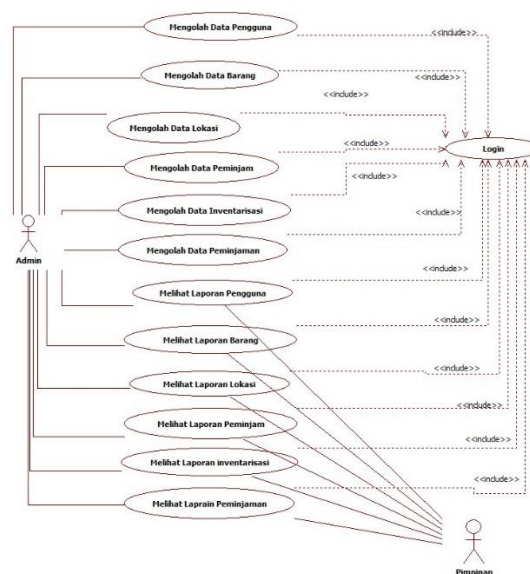 Mengolah Data Pengguna
<<include>>
Mengolah Data Barang
<<include>>
<<include>>
Mengolah Data Lokasi
<<include>>
Login
Mengolah Data Peminjam
<<include>>
Mengolah Data Inventarisasi
<<include>>
Mengolah Data Peminjaman
Admin
Melihat Laporan Pengguna
<<include>>
Melihat Laporan Barang
<<include>>
Melihat Laporan Lokasi
<<include>>
Melihat Laporan Peminjam
<<include>>
Melihat Laporan inventarisasi
<<include>>
Melihat Laprain Peminjaman
<<include>>
Pimpinan